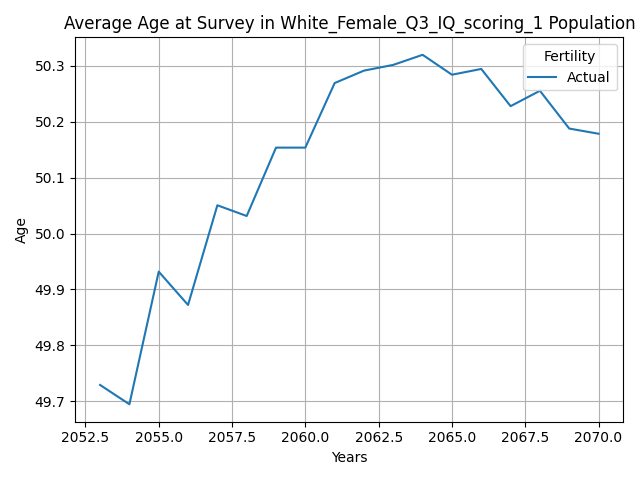 Average Age at Survey in White_Female_Q3_IQ_scoring_1 Population
Fertility
Actual
50.3
50.2
50.1
50.0
49.9
49.8
49.7
Age
2052.5 2055.0 2057.5 2060.0 2062.5 2065.0 2067.5 2070.0
Years